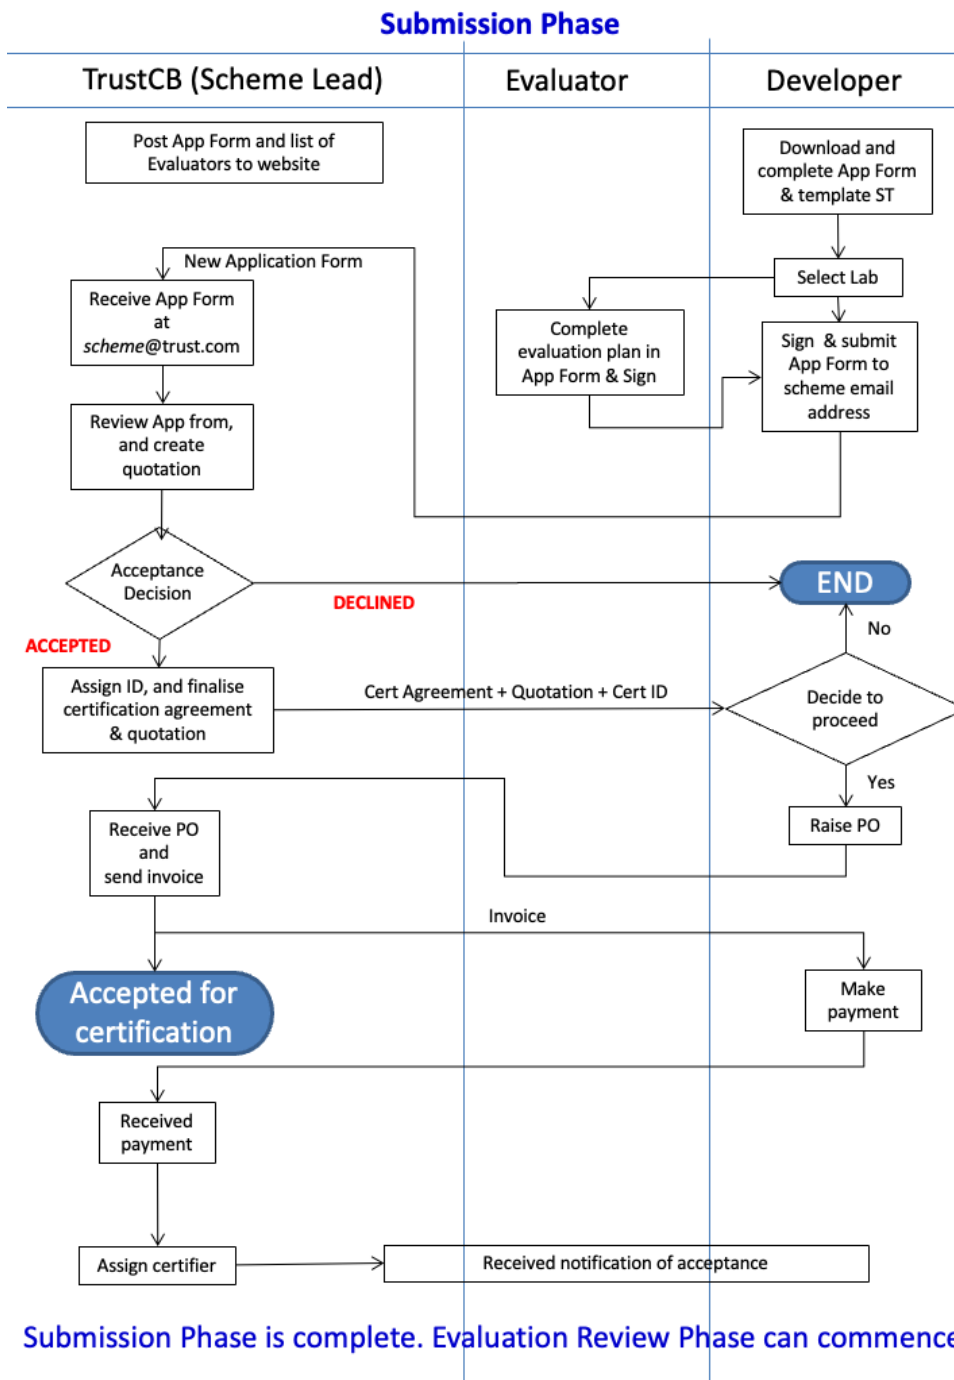 Submission Phase
TrustCB (Scheme Lead)
Evaluator
Developer
Post App Form and list of
Evaluators to website
Download and
complete App Form
& template ST
New Application Form
Select Lab
Receive App Form
at
scheme@trust.com
Complete
evaluation plan in
App Form & Sign
Sign & submit
App Form to
scheme email
address
Review App from,
and create
quotation
Acceptance
Decision
DECLINED
END
No
ACCEPTED
Assign ID, and finalise
certification agreement
& quotation
Cert Agreement + Quotation + Cert ID
Decide to
proceed
Yes
Receive PO
and
send invoice
Raise PO
Invoice
Accepted for
certification
Make
payment
Received
payment
Assign certifier
Received notification of acceptance
Submission Phase is complete. Evaluation Review Phase can commence